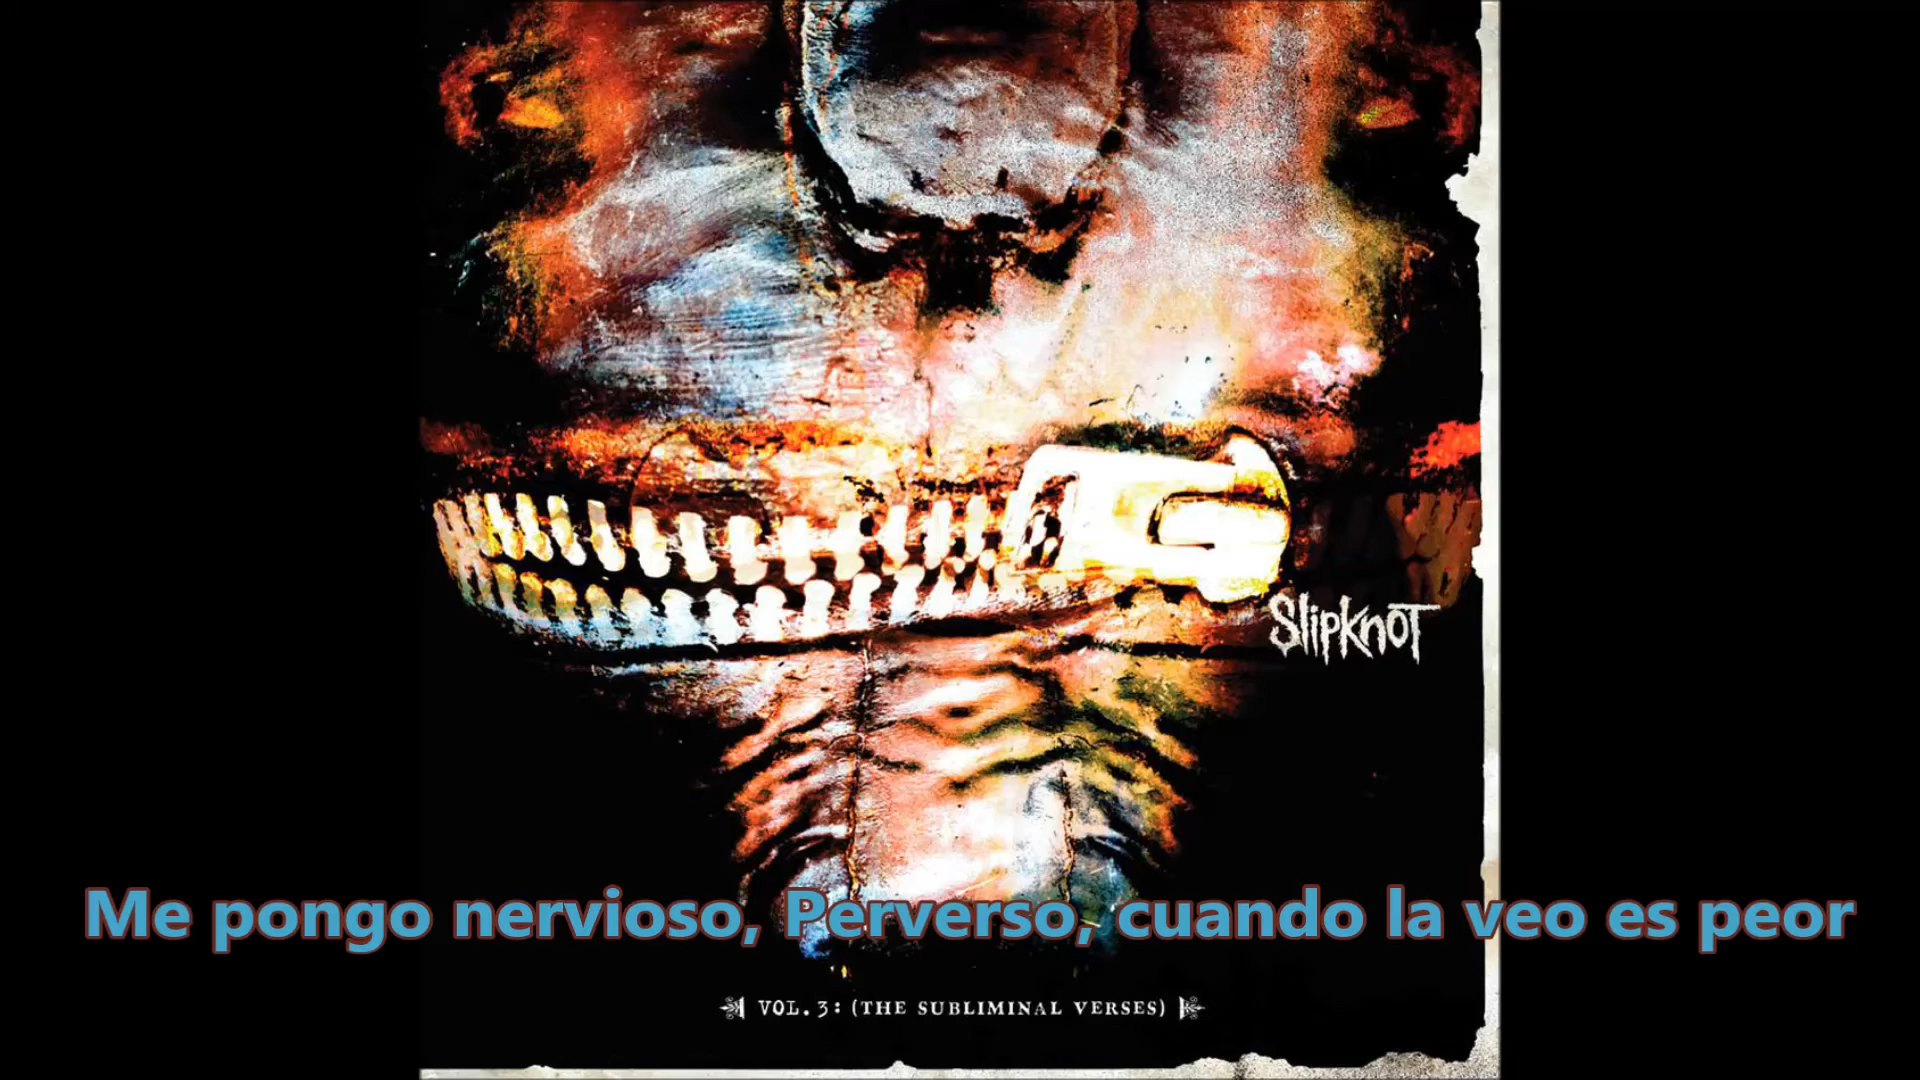 Slipknot
Me pongo nervioso, Perverso, cuando la veo es peor
VOL. 3: (THE SUBLIMINAL VERSES)